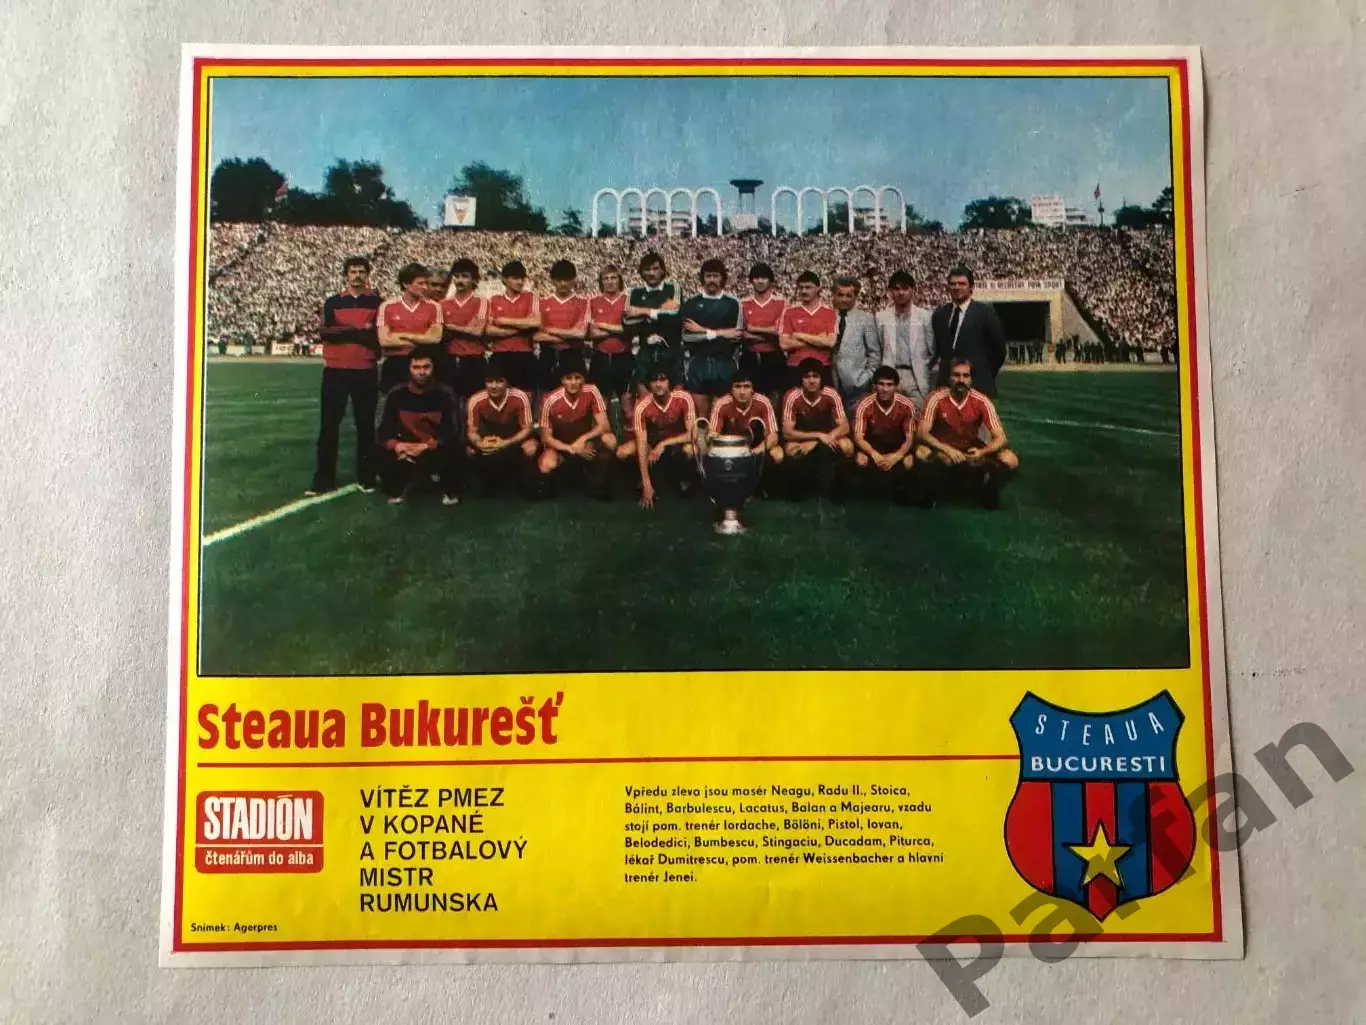 Steaua Bukurešť
STADIÓN
čtenářům do alba
VÍTĚZ PMEZ
V KOPANÉ
A FOTBALOVÝ
MISTR
RUMUNSKA
Vpředu zleva jsou masér Neagu, Radu II., Stoica,
Bálint, Barbulescu, Lacatus, Balan a Majearu, vzadu
stojí pom. trenér Iordache, Bölöni, Pistol, Iovan,
Belodedici, Bumbescu, Stingaciu, Ducadam, Piturca,
lékař Dumitrescu, pom. trenér Weissenbacher a hlavní
trenér Jenei.
STEAUA
BUCURESTI
Snímek: Agerpres
Parfan